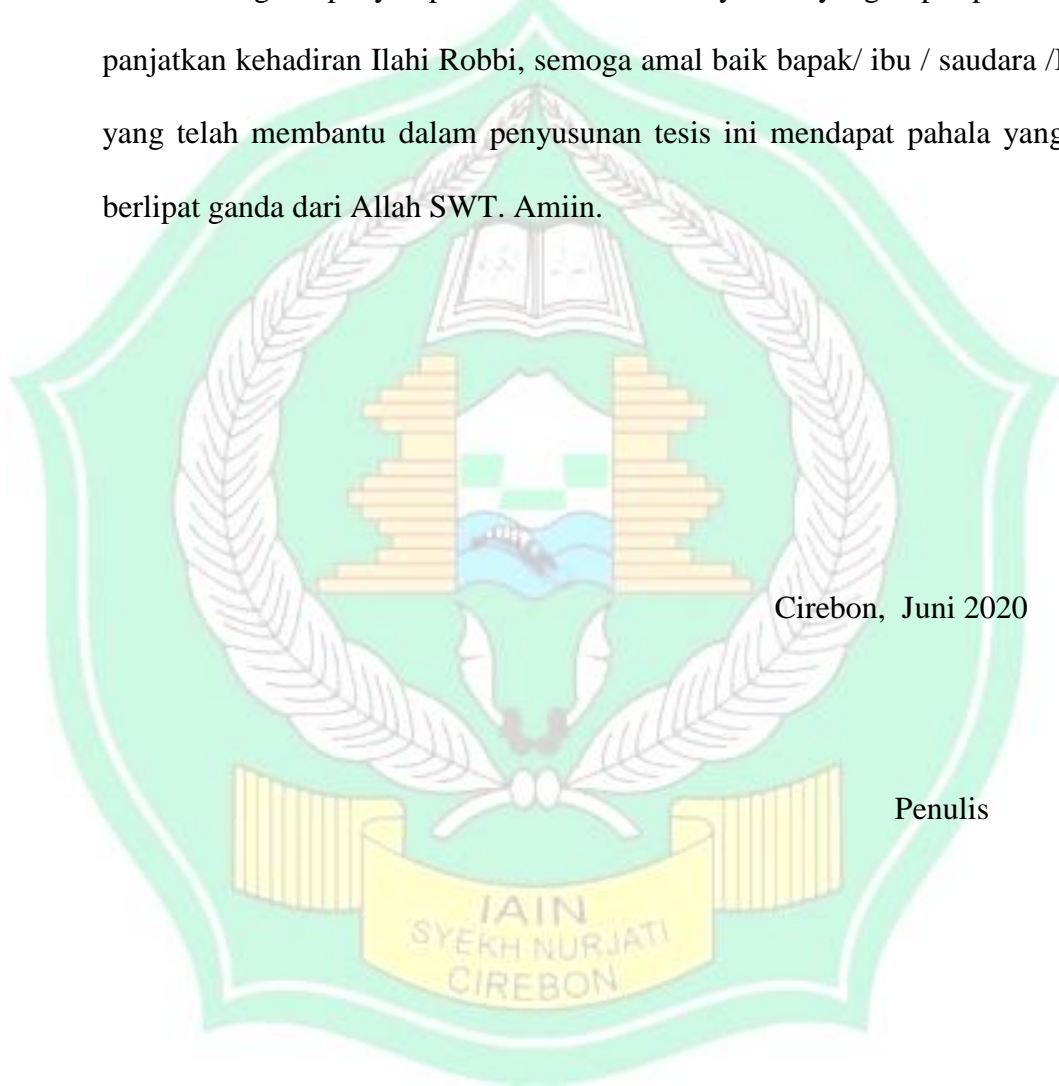 panjatkan kehadiran Ilahi Robbi, semoga amal baik bapak/ ibu / saudara
yang telah membantu dalam penyusunan tesis ini mendapat pahala yang
berlipat ganda dari Allah SWT. Amiin.
Cirebon, Juni 2020
Penulis
IAIN
SYEKH NURJATI
CIREBON